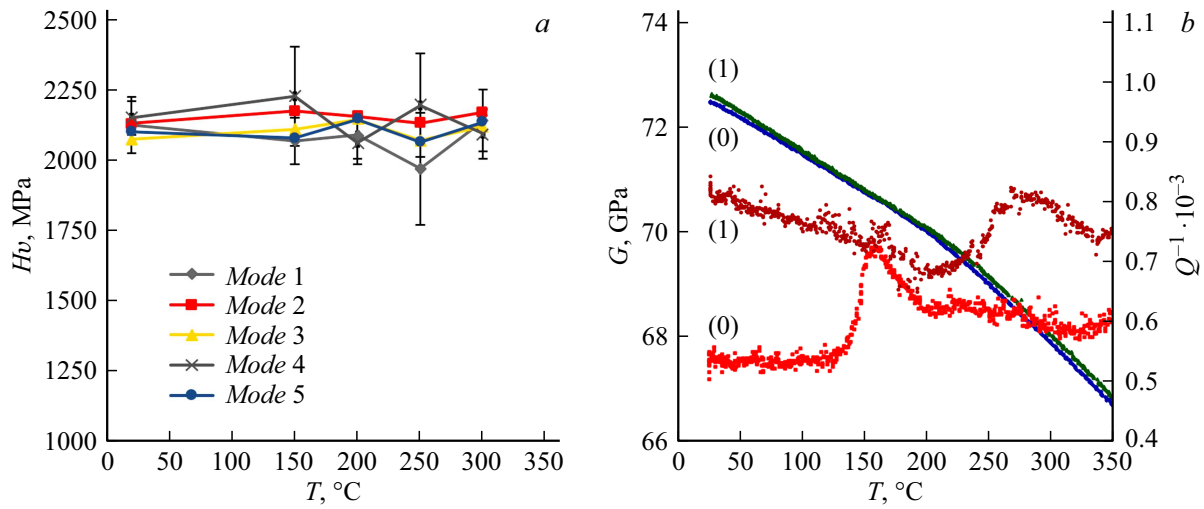 a
2500
2250
2000
1750
1500
1250
1000
Hυ, MPa
Mode 1
Mode 2
Mode 3
Mode 4
Mode 5
0 50 100 150 200 250 300 350
T, °C
b
74
72
70
68
66
G, GPa
(1)
(0)
(1)
(0)
1.1
1.0
0.9
0.8
0.7
0.6
0.5
0.4
Q⁻¹ · 10⁻³
0 50 100 150 200 250 300 350
T, °C